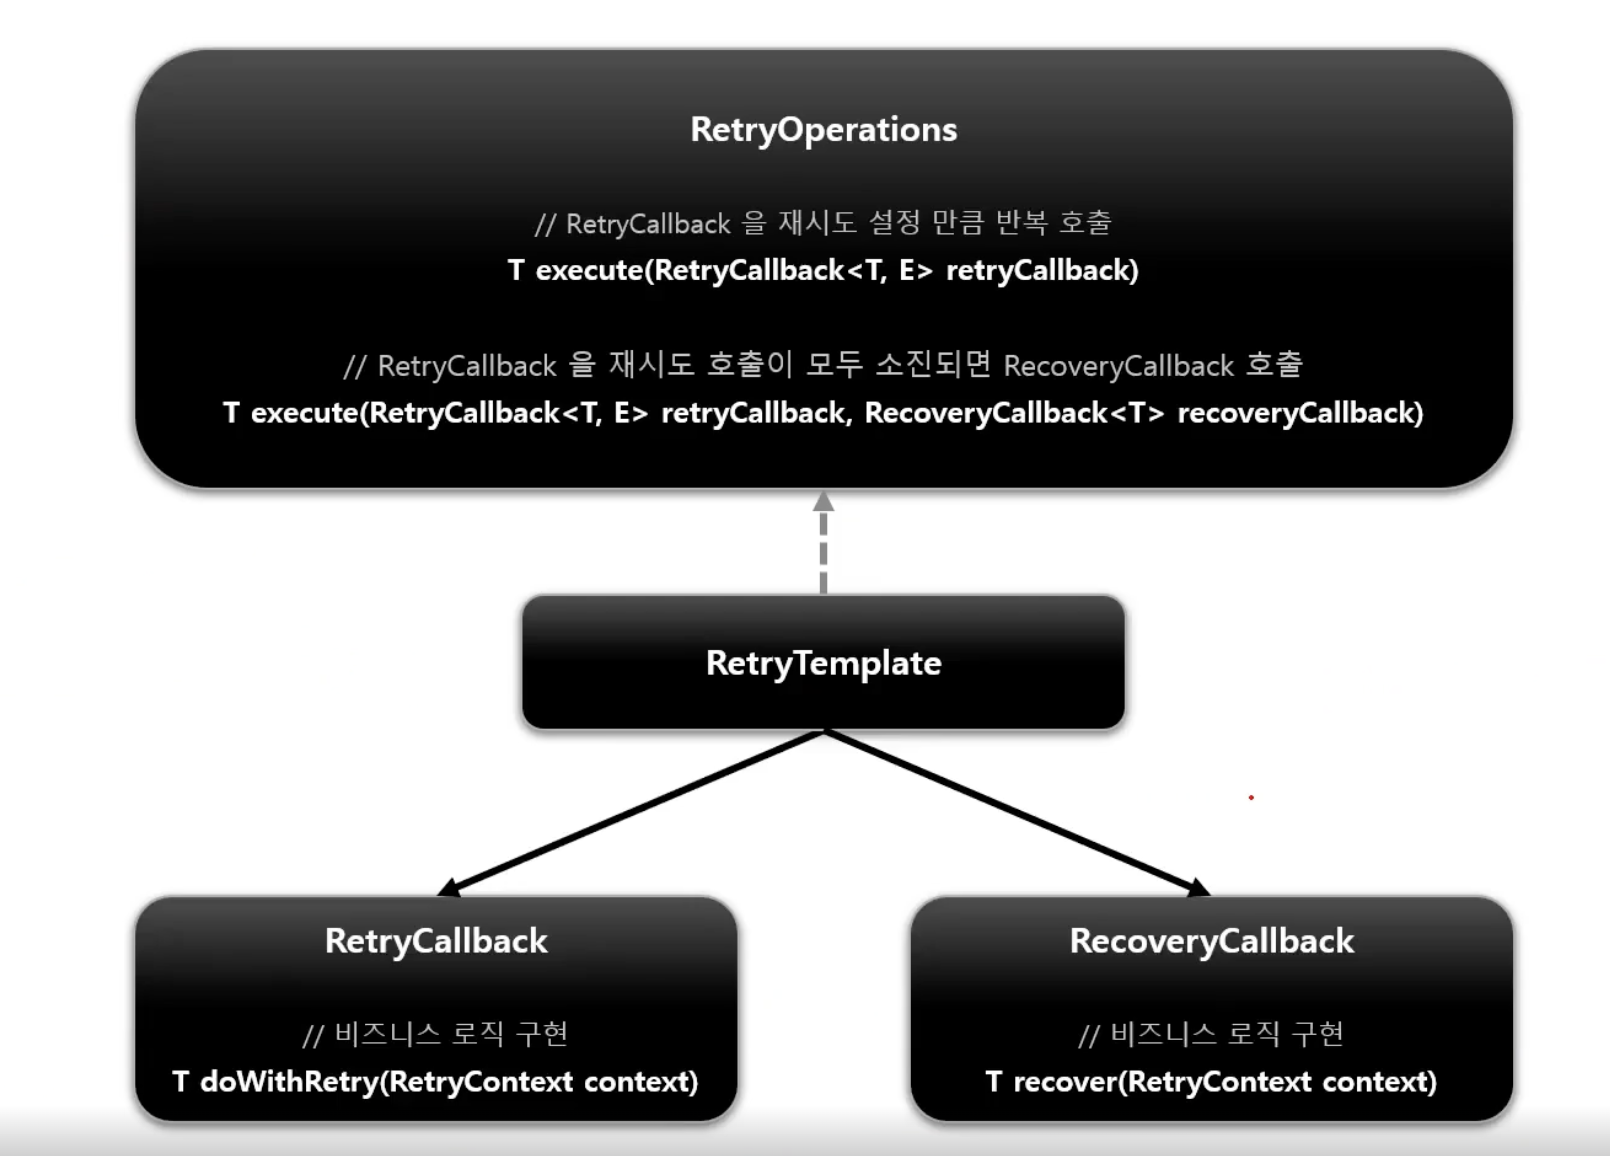 RetryOperations
// RetryCallback 을 재시도 설정 만큼 반복 호출
T execute(RetryCallback<T, E> retryCallback)
// RetryCallback 을 재시도 호출이 모두 소진되면 RecoveryCallback 호출
T execute(RetryCallback<T, E> retryCallback, RecoveryCallback<T> recoveryCallback)
RetryTemplate
RetryCallback
// 비즈니스 로직 구현
T doWithRetry(RetryContext context)
RecoveryCallback
// 비즈니스 로직 구현
T recover(RetryContext context)